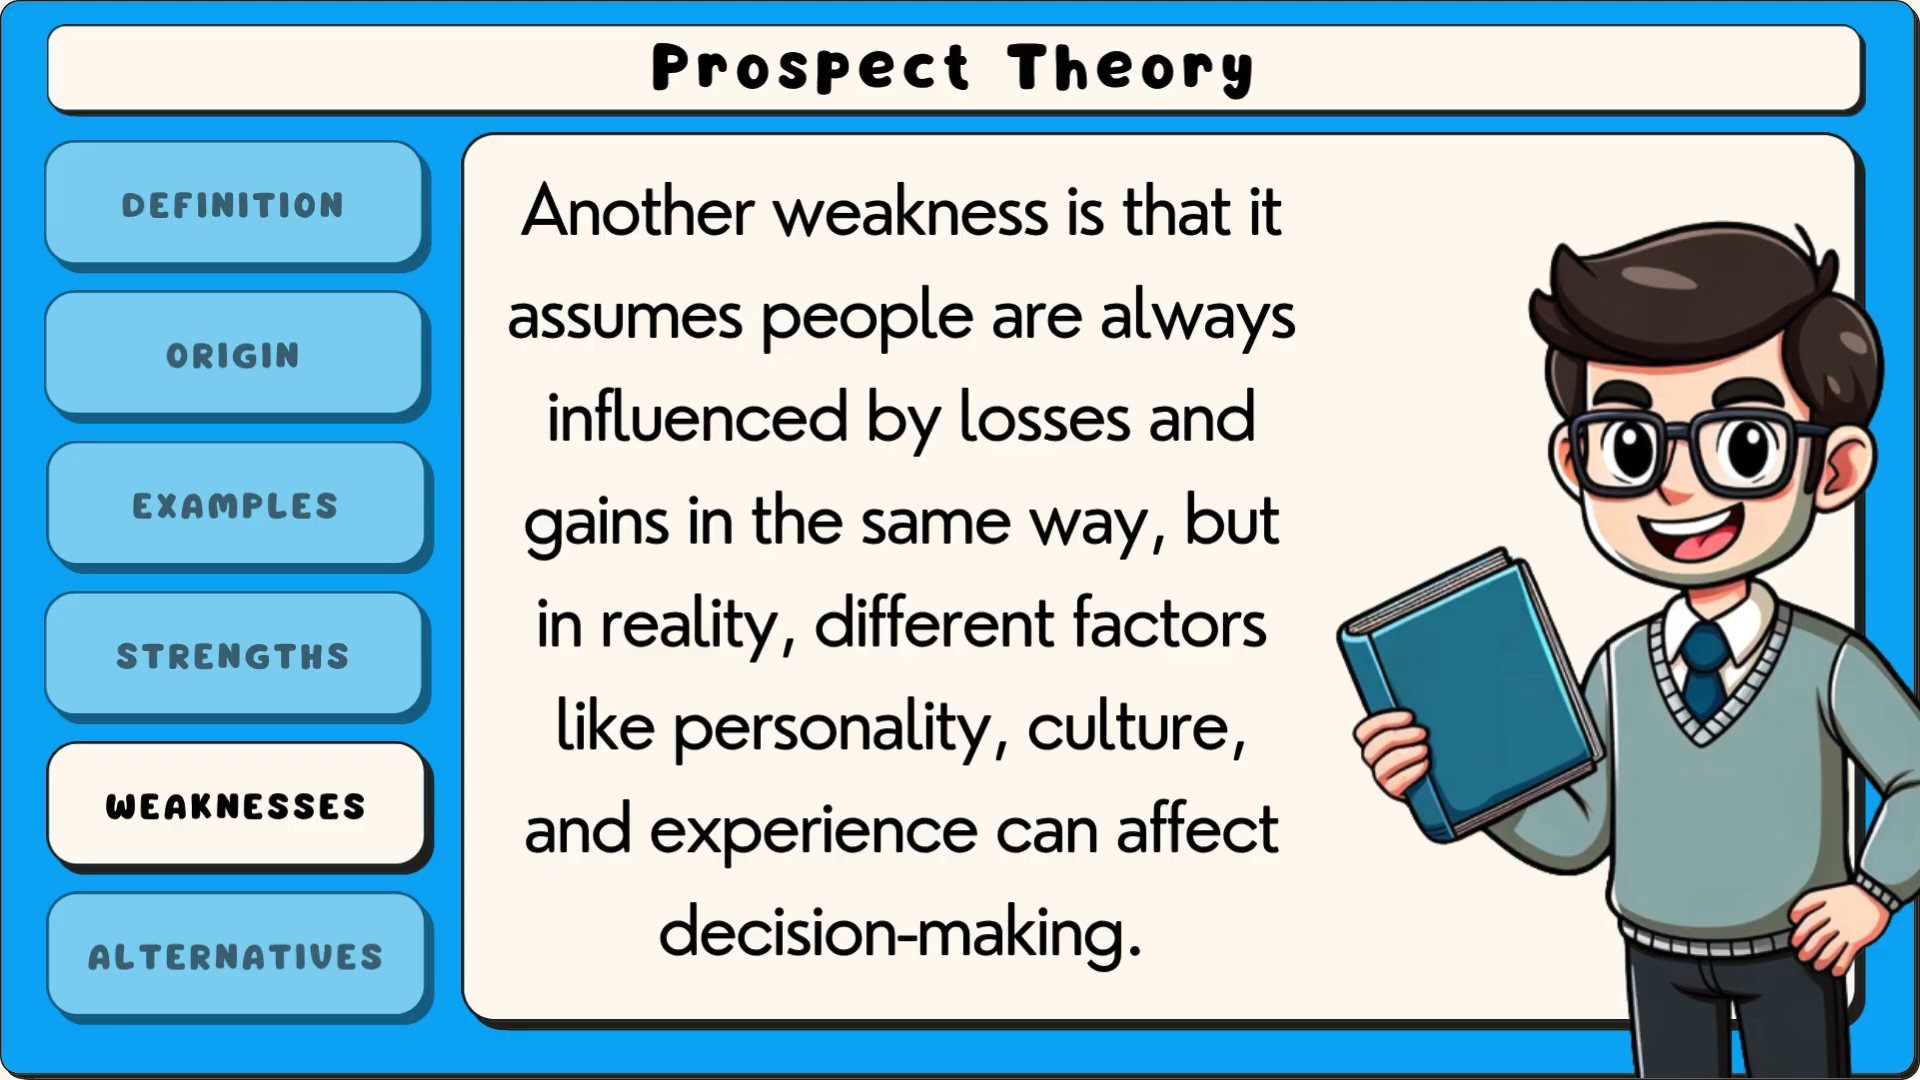 Prospect Theory
DEFINITION
ORIGIN
EXAMPLES
STRENGTHS
WEAKNESSES
ALTERNATIVES
Another weakness is that it
assumes people are always
influenced by losses and
gains in the same way, but
in reality, different factors
like personality, culture,
and experience can affect
decision-making.